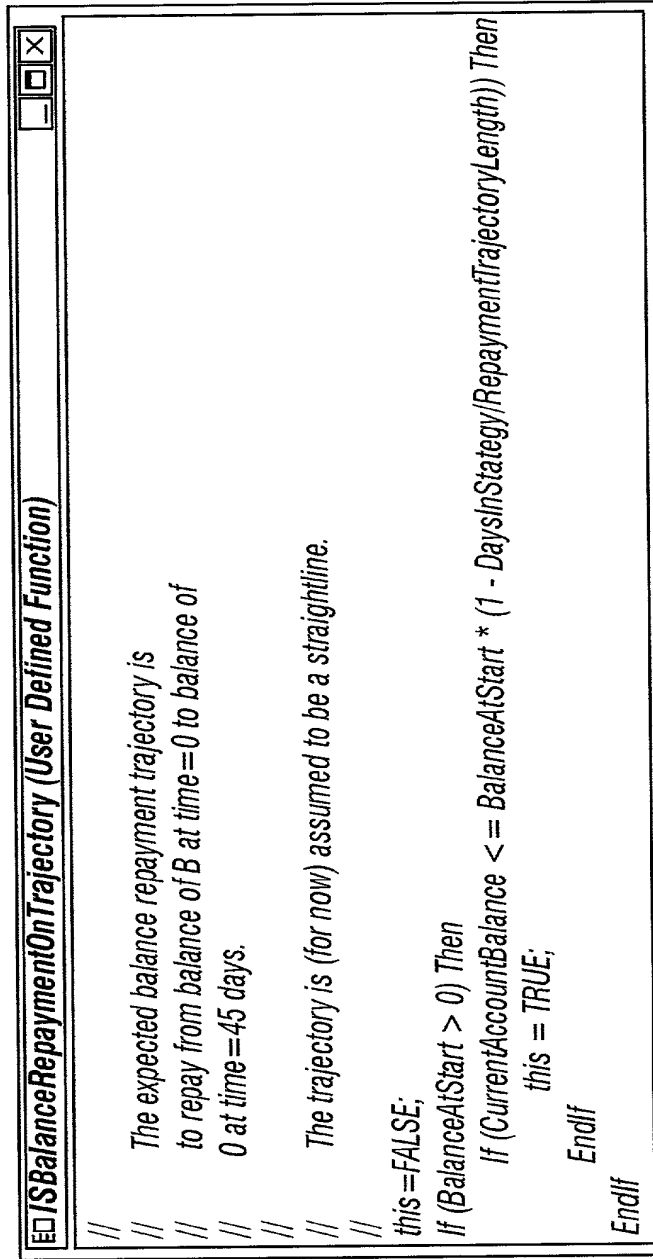 ISBalanceRepaymentOnTrajectory (User Defined Function)
//
// The expected balance repayment trajectory is
// to repay from balance of B at time=0 to balance of
// 0 at time=45 days.
//
// The trajectory is (for now) assumed to be a straightline.
//
this=FALSE;
If (BalanceAtStart > 0) Then
If (CurrentAccountBalance <= BalanceAtStart * (1 - DaysInStategy/RepaymentTrajectoryLength)) Then
this = TRUE;
EndIf
EndIf